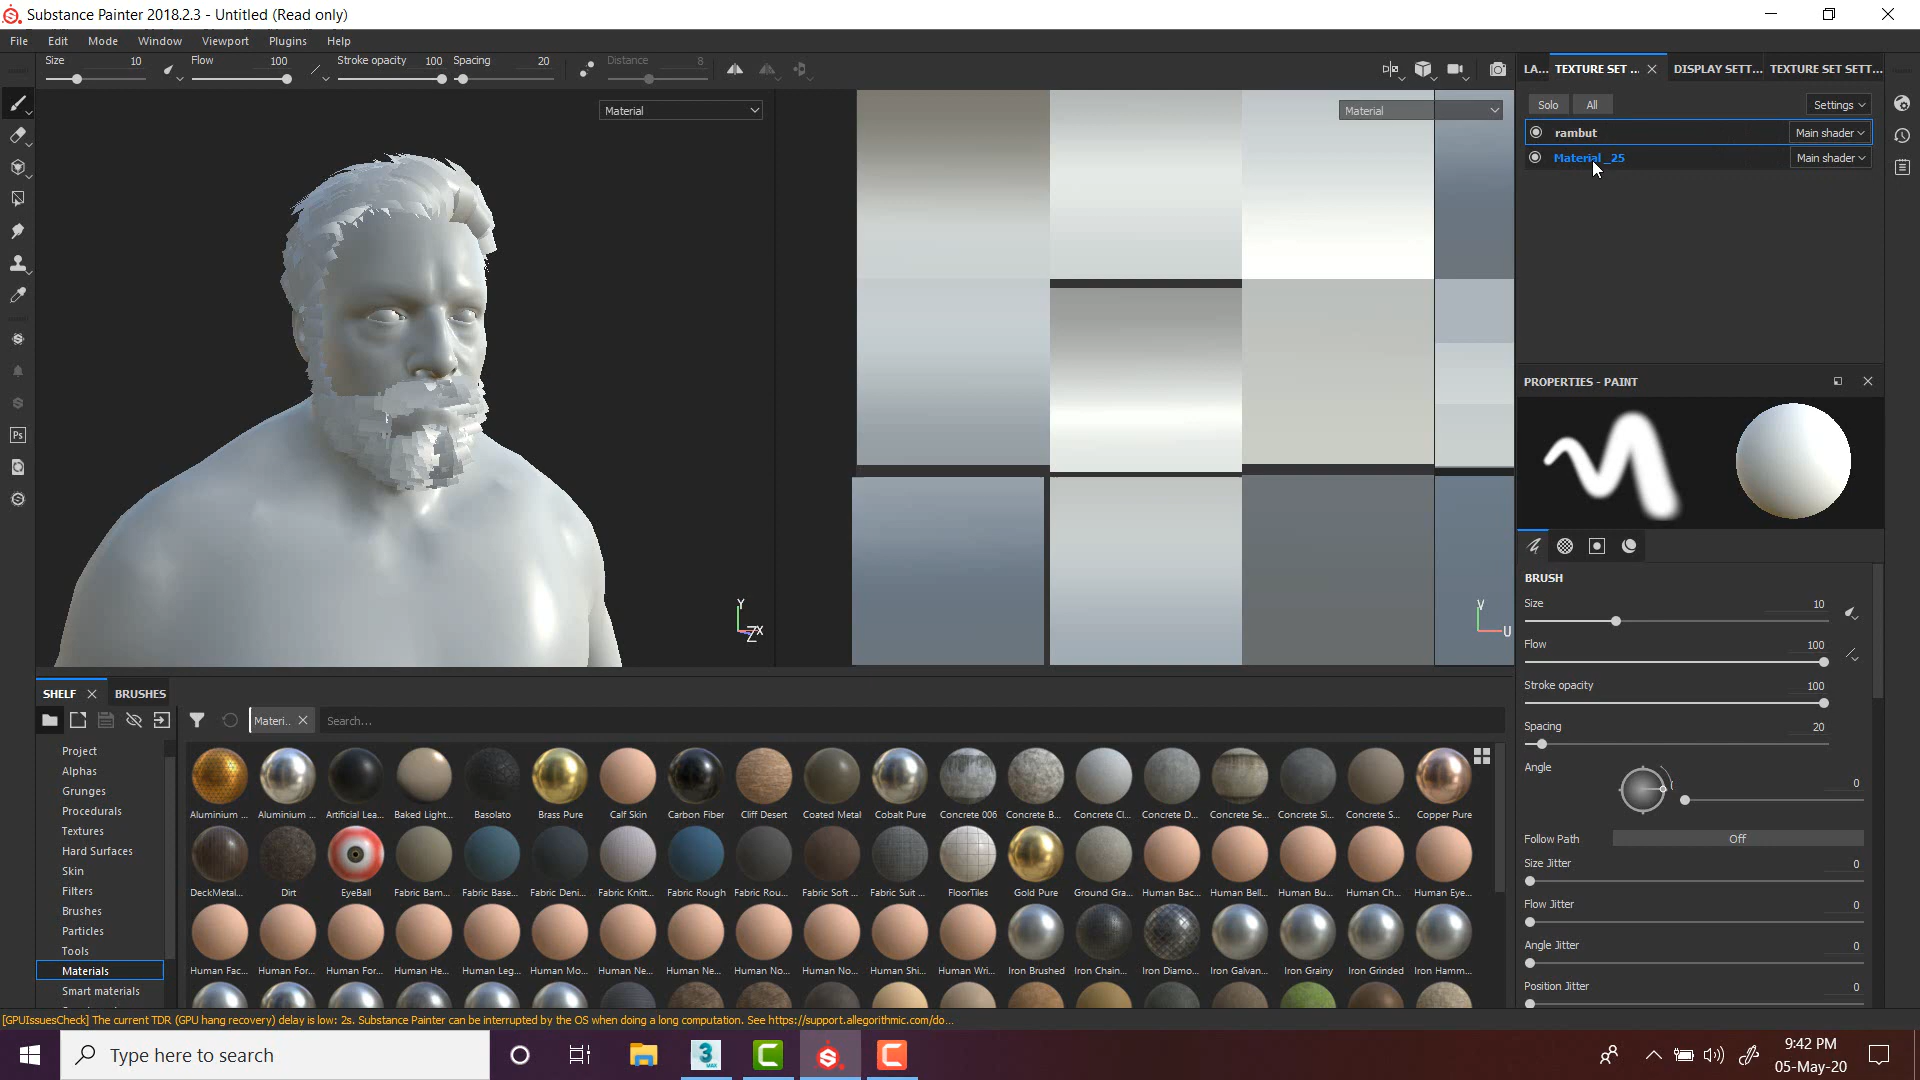 Substance Painter 2018.2.3 - Untitled (Read only)
File Edit Mode Window Viewport Plugins Help
Size 10 Flow 100 Stroke opacity 100 Spacing 20 Distance 8
LA... TEXTURE SET ... DISPLAY SETT... TEXTURE SET SETT...
Material
Material
Solo All Settings
rambut Main shader
Material _25 Main shader
PROPERTIES - PAINT
Ps
Y
Z X
V
U
BRUSH
Size 10
Flow 100
Stroke opacity 100
Spacing 20
Angle
0
Follow Path Off
Size Jitter 0
Flow Jitter 0
Angle Jitter 0
Position Jitter 0
SHELF BRUSHES
Materi.. Search...
Project
Alphas
Grunges
Procedurals
Textures
Hard Surfaces
Skin
Filters
Brushes
Particles
Tools
Materials
Smart materials
Aluminium ... Aluminium ... Artificial Lea... Baked Light... Basolato Brass Pure Calf Skin Carbon Fiber Cliff Desert Coated Metal Cobalt Pure Concrete 006 Concrete B... Concrete Cl... Concrete D... Concrete Se... Concrete Si... Concrete S... Copper Pure
DeckMetal... Dirt EyeBall Fabric Bam... Fabric Base... Fabric Deni... Fabric Knitt... Fabric Rough Fabric Rou... Fabric Soft ... Fabric Suit ... FloorTiles Gold Pure Ground Gra... Human Bac... Human Bell... Human Bu... Human Ch... Human Eye...
Human Fac... Human For... Human For... Human He... Human Leg... Human Mo... Human Ne... Human Ne... Human No... Human No... Human Shi... Human Wri... Iron Brushed Iron Chain... Iron Diamo... Iron Galvan... Iron Grainy Iron Grinded Iron Hamm...
[GPUIssuesCheck] The current TDR (GPU hang recovery) delay is low: 2s. Substance Painter can be interrupted by the OS when doing a long computation. See https://support.allegorithmic.com/do...
Type here to search
3
MAX
9:42 PM
05-May-20